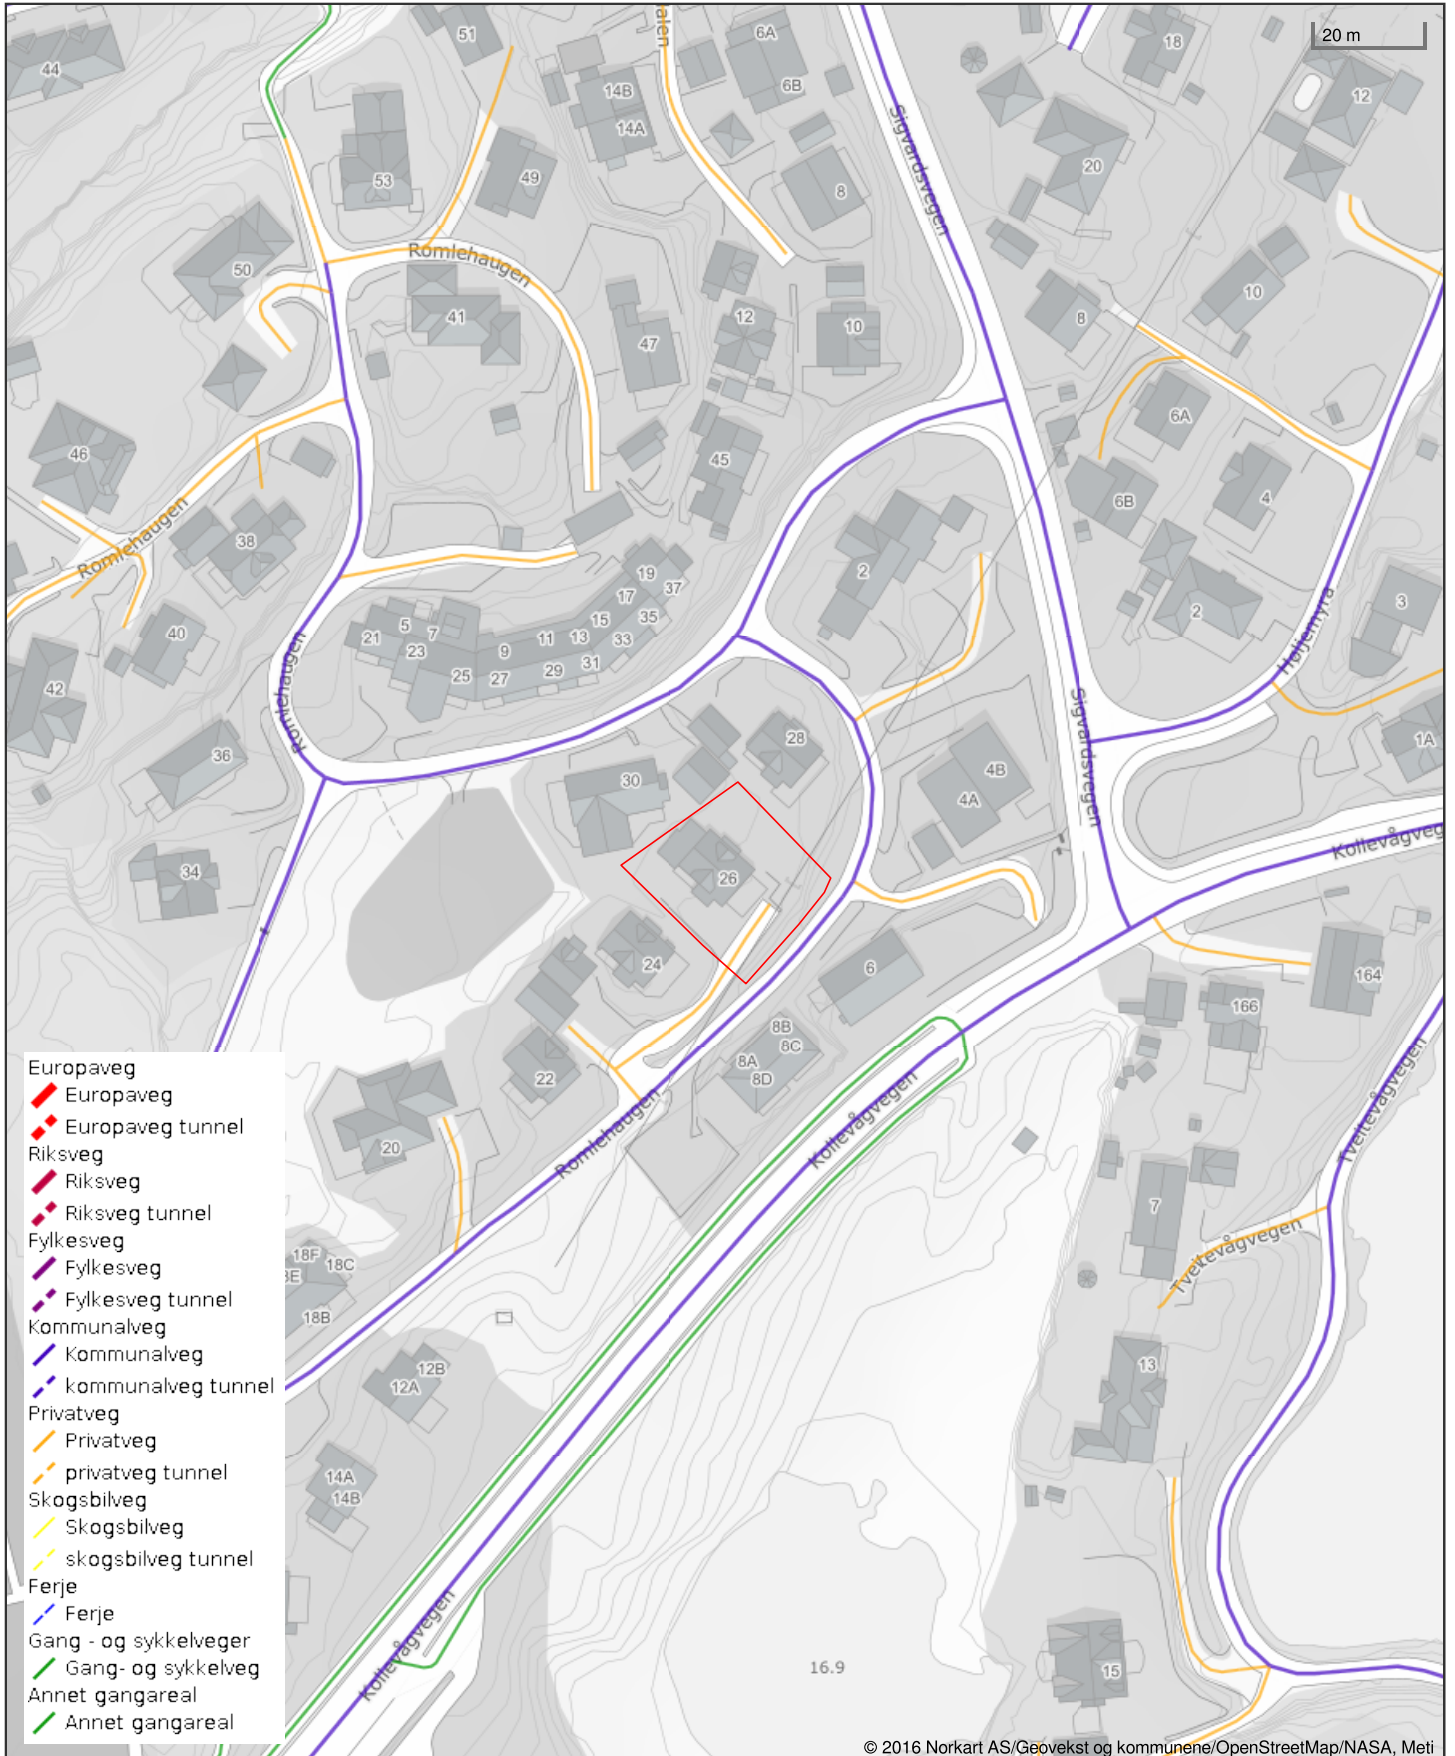 20 m
44
51
14B
14A
alen
6A
6B
18
12
53
49
8
Sigvardsvegen
20
50
Romlehaugen
41
47
12
10
8
10
46
45
6A
6B
4
Romlehaugen
38
2
19
37
17
35
15
33
13
31
11
29
9
27
5
7
21
23
25
40
42
Romlehaugen
36
2
3
Høljemyra
Sigvardsvegen
1A
28
30
4B
4A
34
26
Kollevågveg
24
6
164
166
22
8B
8C
8A
8D
20
Romlehaugen
Kollevågvegen
Tveitevågvegen
7
Tveitevågvegen
18F
18C
18B
12B
12A
13
14A
14B
Kollevågvegen
16.9
15
Europaveg
Europaveg
Europaveg tunnel
Riksveg
Riksveg
Riksveg tunnel
Fylkesveg
Fylkesveg
Fylkesveg tunnel
Kommunalveg
Kommunalveg
kommunalveg tunnel
Privatveg
Privatveg
privatveg tunnel
Skogsbilveg
Skogsbilveg
skogsbilveg tunnel
Ferje
Ferje
Gang - og sykkelveger
Gang- og sykkelveg
Annet gangareal
Annet gangareal
© 2016 Norkart AS/Geovekst og kommunene/OpenStreetMap/NASA, Meti